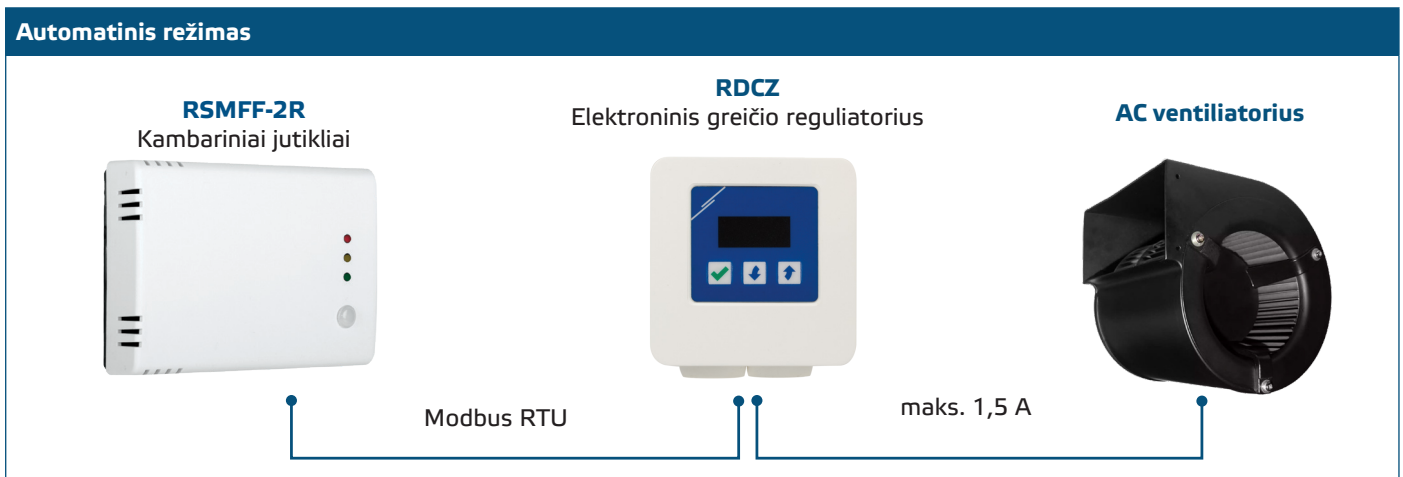 Automatinis režimas
RSMFF-2R
Kambariniai jutikliai
RDCZ
Elektroninis greičio reguliatorius
AC ventiliatorius
Modbus RTU
maks. 1,5 A